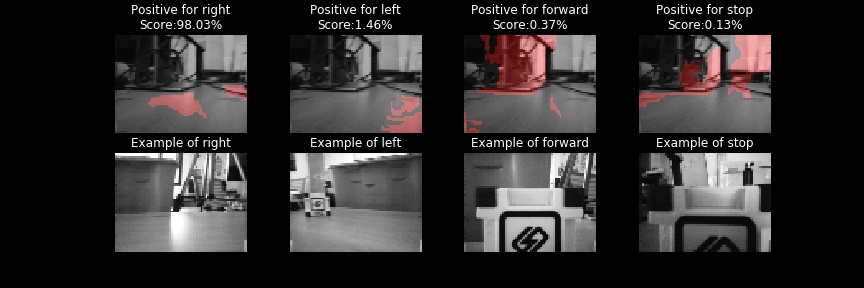 Positive for right
Score:98.03%
Positive for left
Score:1.46%
Positive for forward
Score:0.37%
Positive for stop
Score:0.13%
Example of right
Example of left
Example of forward
Example of stop